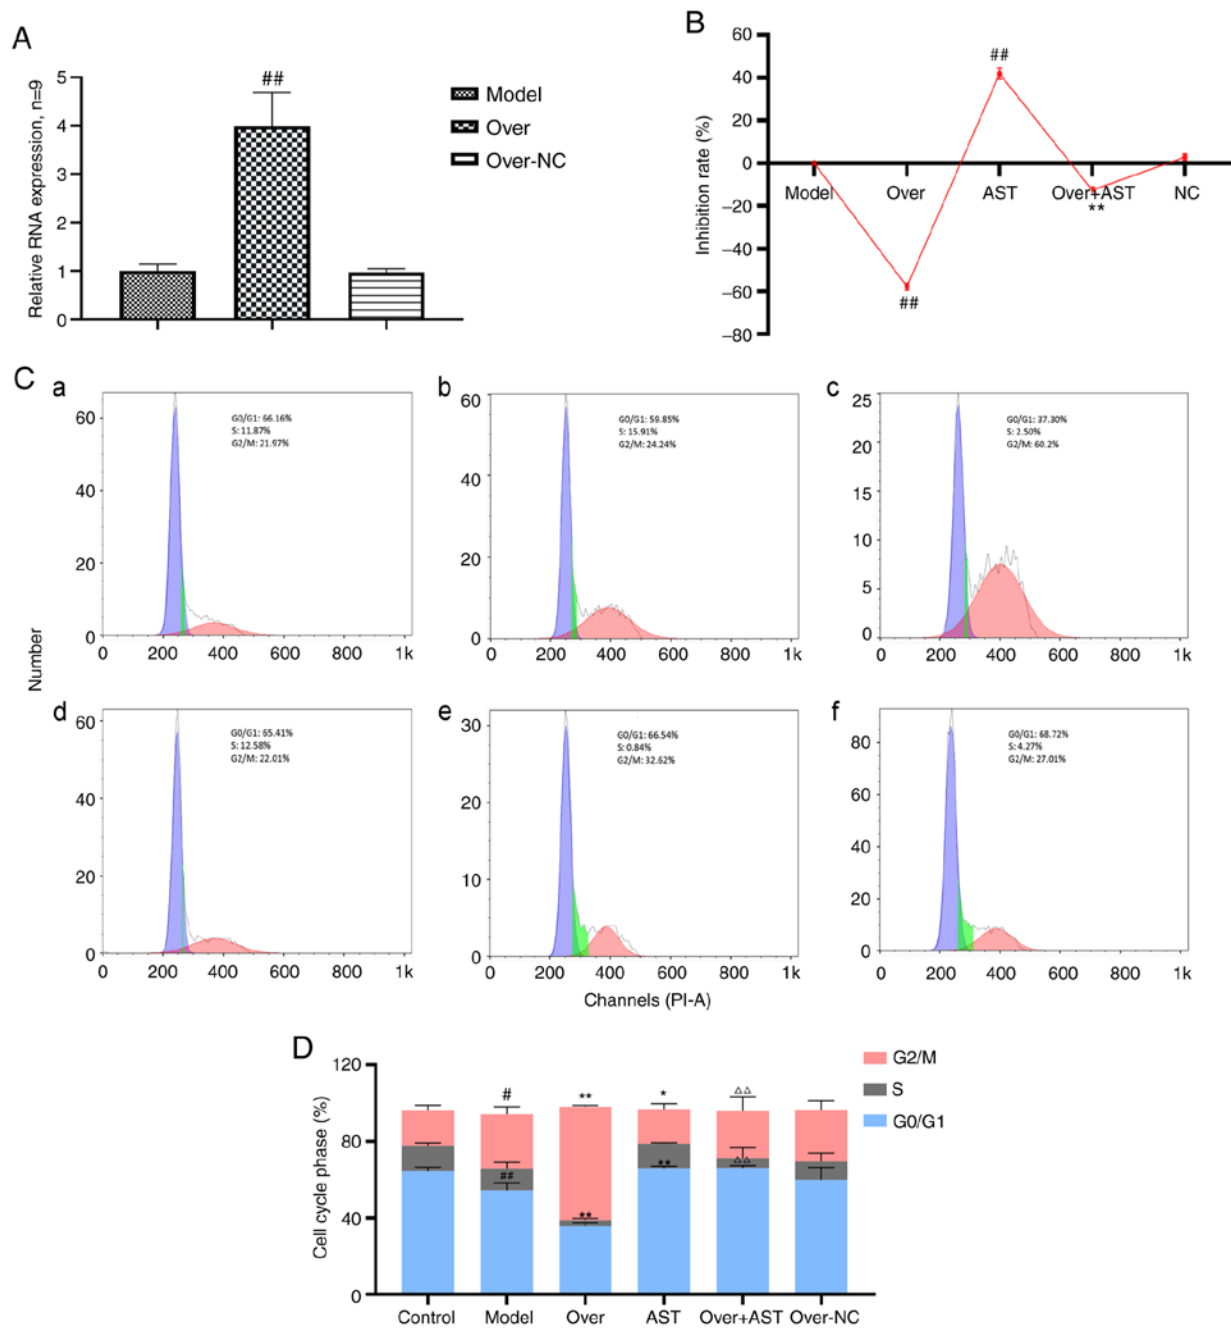 A
Relative RNA expression, n=9
5
4
3
2
1
0
##
Model
Over
Over-NC
B
Inhibition rate (%)
60
40
20
0
−20
−40
−60
−80
##
##
**
Model
Over
AST
Over+AST
NC
C
Number
a
60
40
20
0
G0/G1: 66.16%
S: 11.87%
G2/M: 21.97%
0 200 400 600 800 1k
b
60
40
20
0
G0/G1: 59.85%
S: 15.91%
G2/M: 24.24%
0 200 400 600 800 1k
c
25
20
15
10
5
0
G0/G1: 37.30%
S: 2.50%
G2/M: 60.2%
0 200 400 600 800 1k
d
60
40
20
0
G0/G1: 65.41%
S: 12.58%
G2/M: 22.01%
0 200 400 600 800 1k
e
30
20
10
0
G0/G1: 66.54%
S: 0.84%
G2/M: 32.62%
0 200 400 600 800 1k
f
80
60
40
20
0
G0/G1: 68.72%
S: 4.27%
G2/M: 27.01%
0 200 400 600 800 1k
Channels (PI-A)
D
Cell cycle phase (%)
120
80
40
0
# ** * △△
## ** ** △△
Control Model Over AST Over+AST Over-NC
G2/M
S
G0/G1